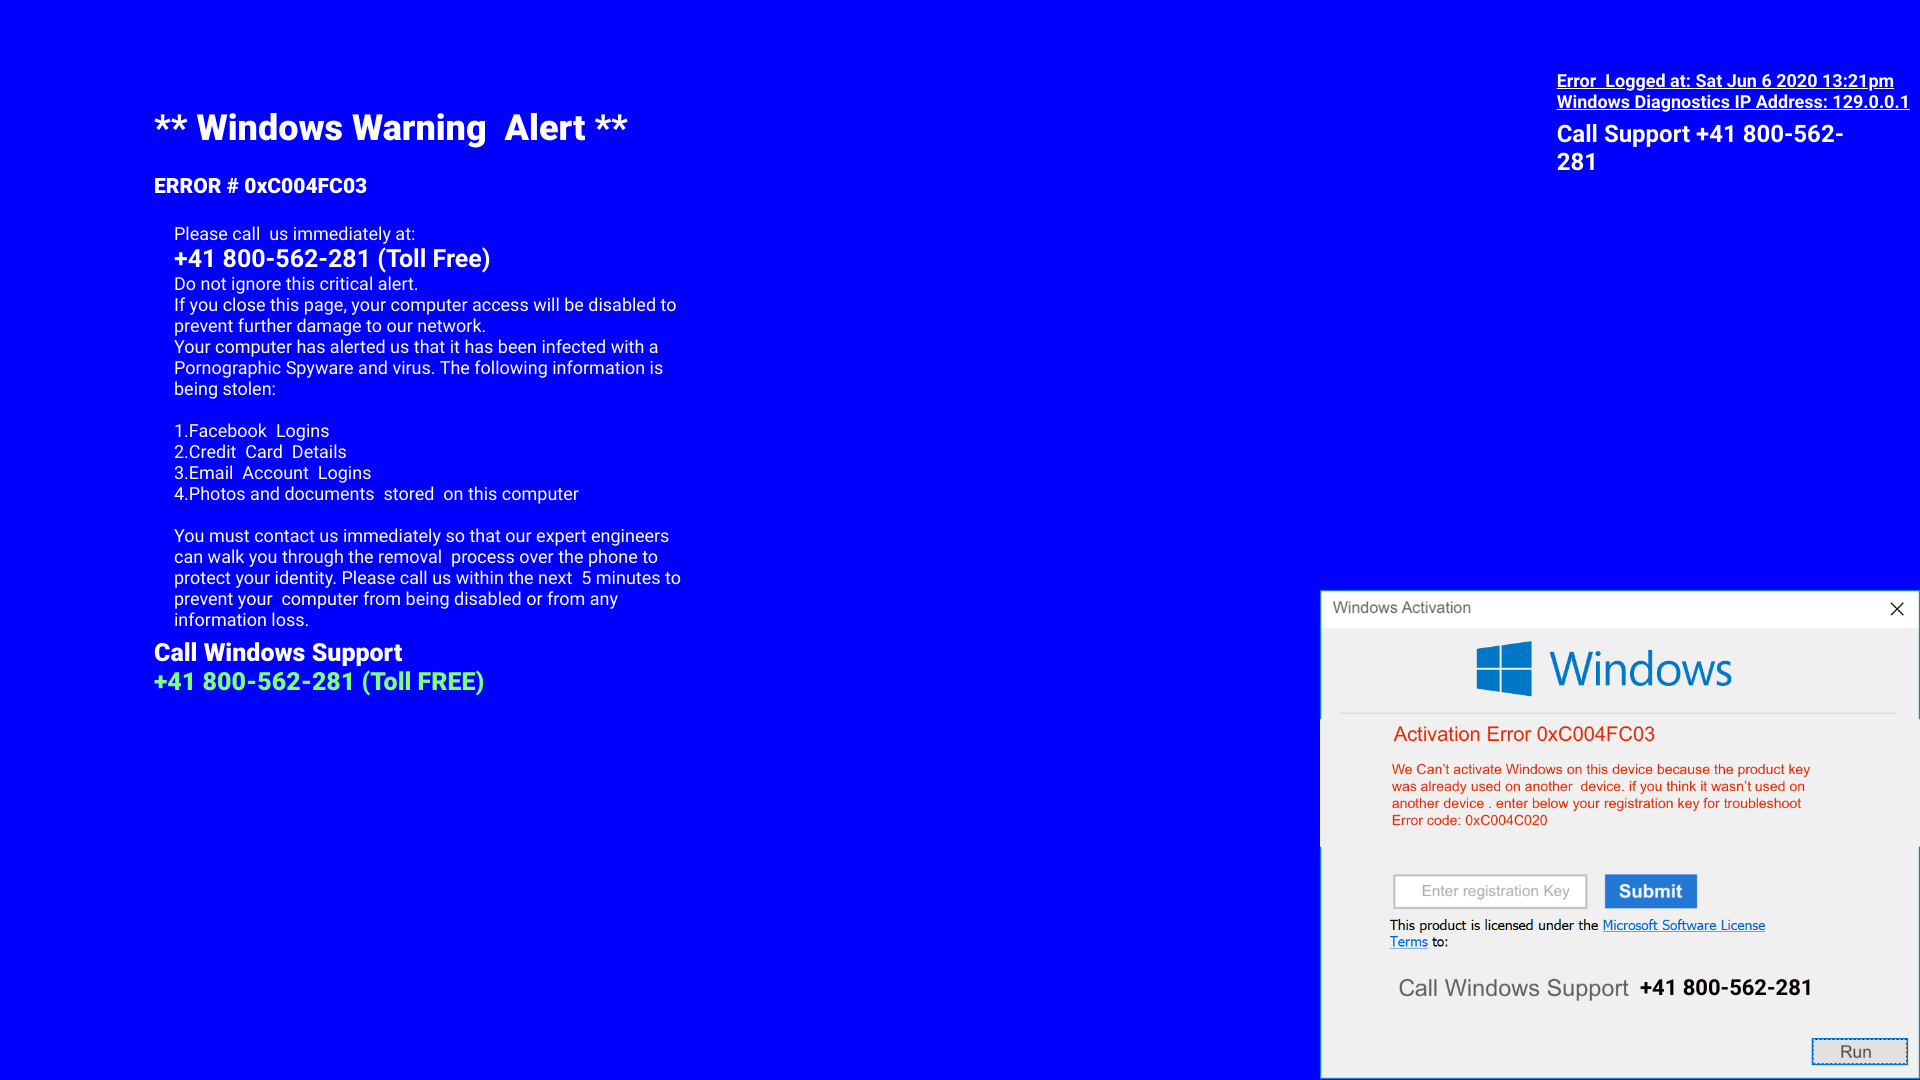 Error Logged at: Sat Jun 6 2020 13:21pm
Windows Diagnostics IP Address: 129.0.0.1
Call Support +41 800-562-
281
** Windows Warning Alert **
ERROR # 0xC004FC03
Please call us immediately at:
+41 800-562-281 (Toll Free)
Do not ignore this critical alert.
If you close this page, your computer access will be disabled to
prevent further damage to our network.
Your computer has alerted us that it has been infected with a
Pornographic Spyware and virus. The following information is
being stolen:
1.Facebook Logins
2.Credit Card Details
3.Email Account Logins
4.Photos and documents stored on this computer
You must contact us immediately so that our expert engineers
can walk you through the removal process over the phone to
protect your identity. Please call us within the next 5 minutes to
prevent your computer from being disabled or from any
information loss.
Call Windows Support
+41 800-562-281 (Toll FREE)
Windows Activation
Windows
Activation Error 0xC004FC03
We Can't activate Windows on this device because the product key
was already used on another device. if you think it wasn't used on
another device . enter below your registration key for troubleshoot
Error code: 0xC004C020
Enter registration Key
Submit
This product is licensed under the Microsoft Software License
Terms to:
Call Windows Support +41 800-562-281
Run